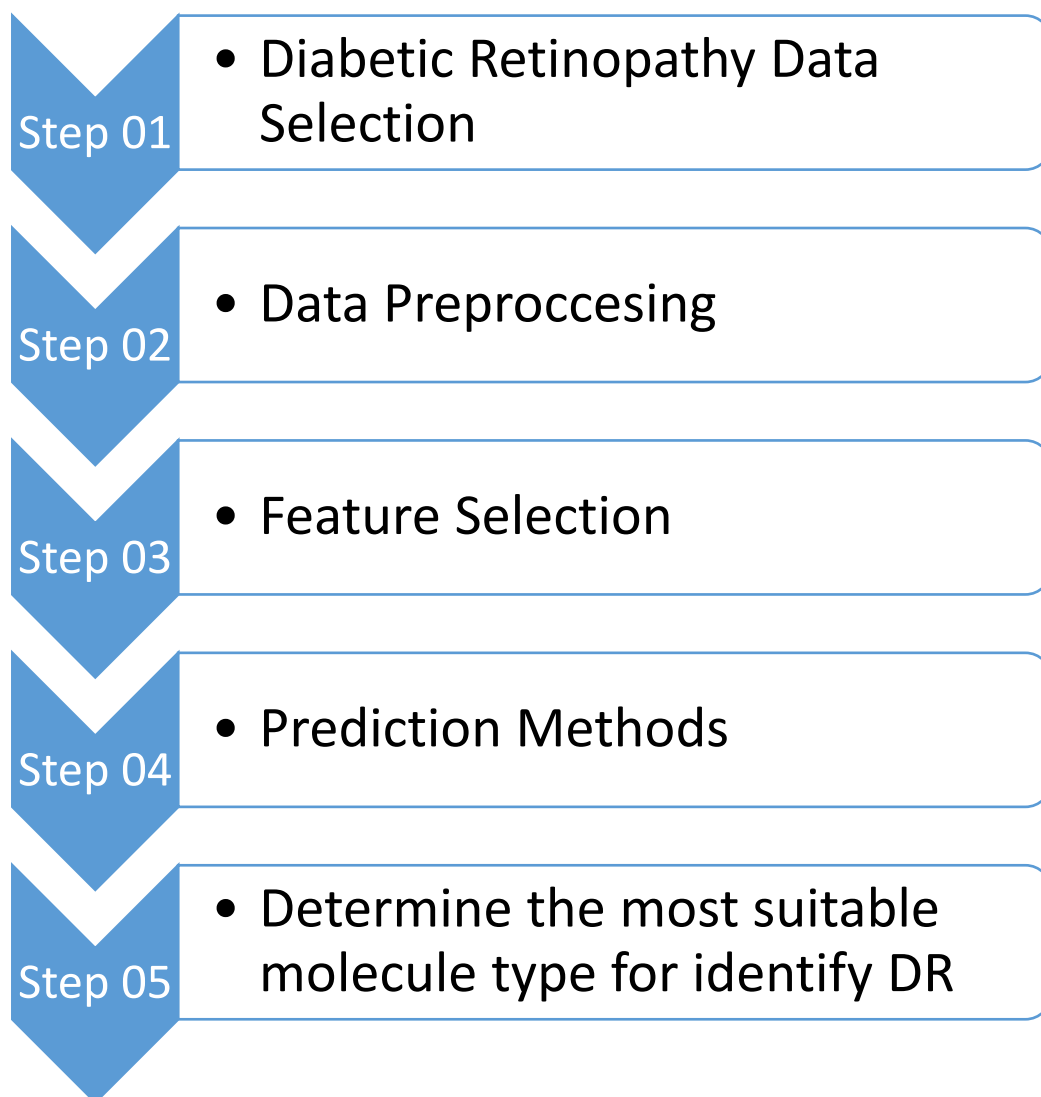 Step 01
• Diabetic Retinopathy Data
Selection
Step 02
• Data Preproccesing
Step 03
• Feature Selection
Step 04
• Prediction Methods
Step 05
• Determine the most suitable
molecule type for identify DR